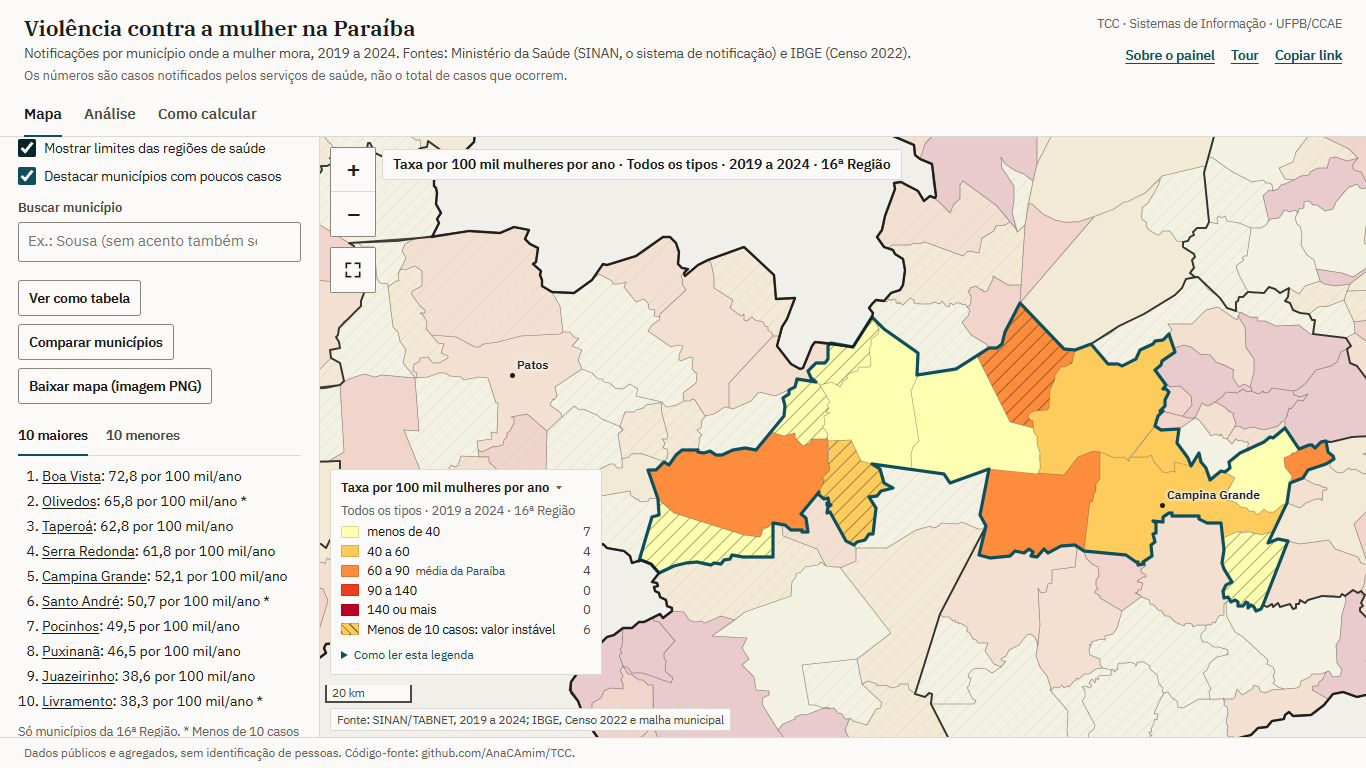 Violência contra a mulher na Paraíba
TCC · Sistemas de Informação · UFPB/CCAE
Notificações por município onde a mulher mora, 2019 a 2024. Fontes: Ministério da Saúde (SINAN, o sistema de notificação) e IBGE (Censo 2022).
Sobre o painel Tour Copiar link
Os números são casos notificados pelos serviços de saúde, não o total de casos que ocorrem.
Mapa Análise Como calcular
Mostrar limites das regiões de saúde
Destacar municípios com poucos casos
Buscar município
Ex.: Sousa (sem acento também se
Ver como tabela
Comparar municípios
Baixar mapa (imagem PNG)
10 maiores 10 menores
1. Boa Vista: 72,8 por 100 mil/ano
2. Olivedos: 65,8 por 100 mil/ano *
3. Taperoá: 62,8 por 100 mil/ano
4. Serra Redonda: 61,8 por 100 mil/ano
5. Campina Grande: 52,1 por 100 mil/ano
6. Santo André: 50,7 por 100 mil/ano *
7. Pocinhos: 49,5 por 100 mil/ano
8. Puxinanã: 46,5 por 100 mil/ano
9. Juazeirinho: 38,6 por 100 mil/ano
10. Livramento: 38,3 por 100 mil/ano *
Só municípios da 16ª Região. * Menos de 10 casos
+
−
Taxa por 100 mil mulheres por ano · Todos os tipos · 2019 a 2024 · 16ª Região
Patos
Campina Grande
Taxa por 100 mil mulheres por ano
Todos os tipos · 2019 a 2024 · 16ª Região
menos de 40 7
40 a 60 4
60 a 90 média da Paraíba 4
90 a 140 0
140 ou mais 0
Menos de 10 casos: valor instável 6
Como ler esta legenda
20 km
Fonte: SINAN/TABNET, 2019 a 2024; IBGE, Censo 2022 e malha municipal
Dados públicos e agregados, sem identificação de pessoas. Código-fonte: github.com/AnaCAmim/TCC.